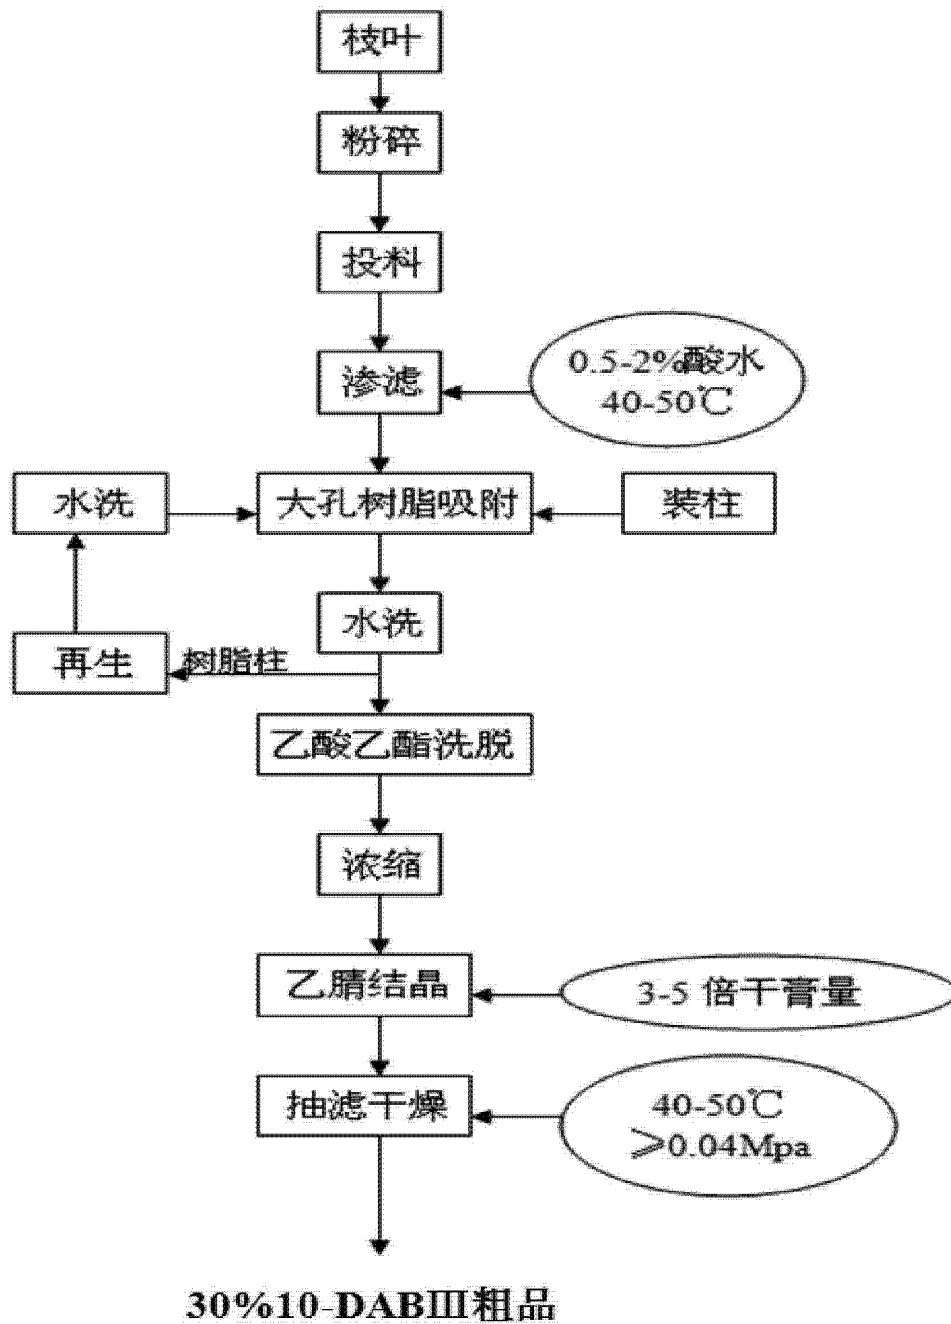 枝叶
粉碎
投料
渗滤
0.5-2%酸水
40-50℃
水洗
大孔树脂吸附
装柱
水洗
再生
树脂柱
乙酸乙酯洗脱
浓缩
乙腈结晶
3-5 倍干膏量
抽滤干燥
40-50℃
≥0.04Mpa
30%10-DABⅢ粗品